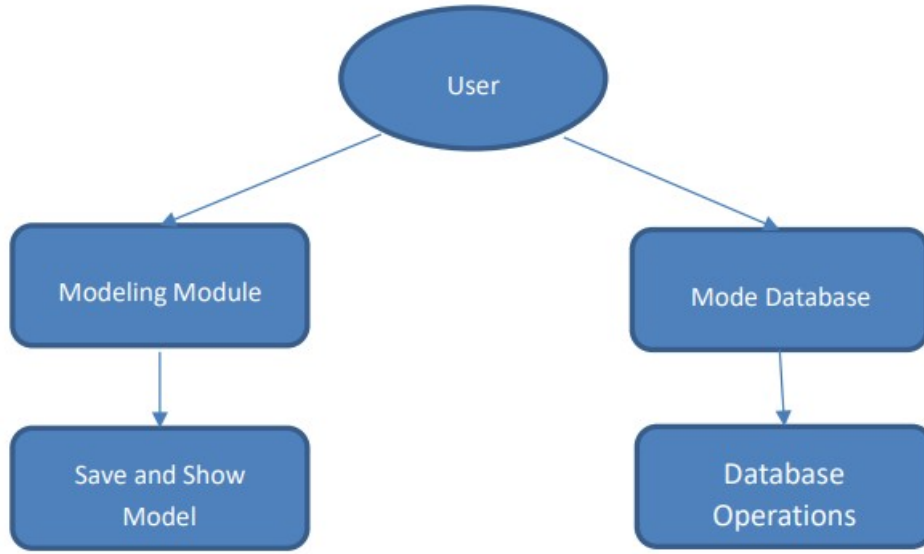 User
Modeling Module
Mode Database
Save and Show
Model
Database
Operations